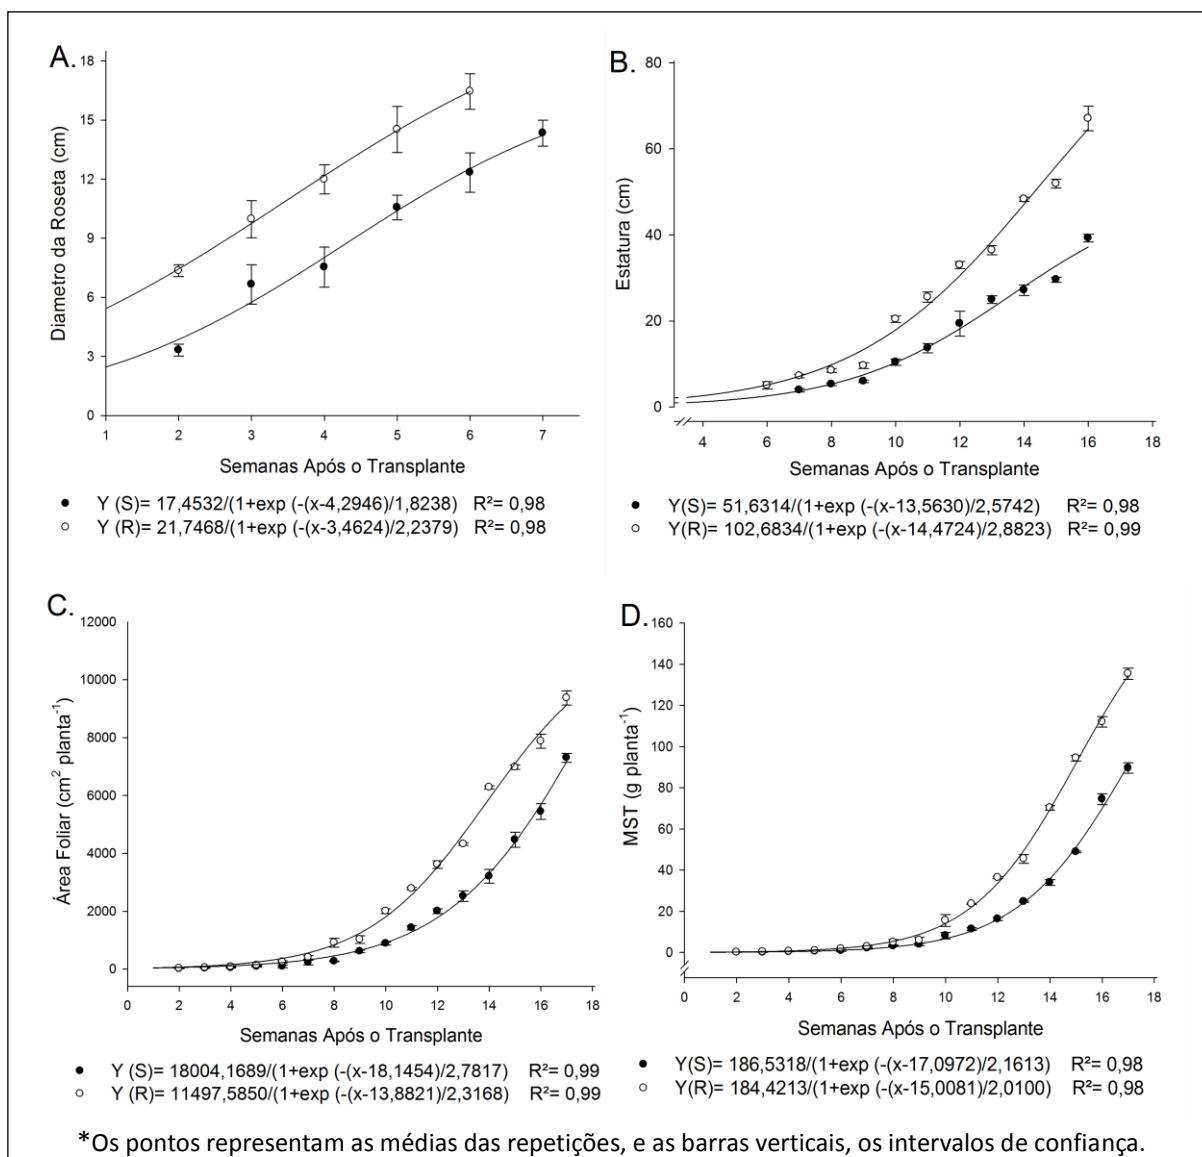 A.
18
15
12
9
6
3
0
Diametro da Roseta (cm)
1 2 3 4 5 6 7
Semanas Após o Transplante
Y (S)= 17,4532/(1+exp (-(x-4,2946)/1,8238) R²= 0,98
Y (R)= 21,7468/(1+exp (-(x-3,4624)/2,2379) R²= 0,98
B.
80
60
40
20
0
Estatura (cm)
4 6 8 10 12 14 16 18
Semanas Após o Transplante
Y(S)= 51,6314/(1+exp (-(x-13,5630)/2,5742) R²= 0,98
Y(R)= 102,6834/(1+exp (-(x-14,4724)/2,8823) R²= 0,99
C.
12000
10000
8000
6000
4000
2000
0
Área Foliar (cm² planta⁻¹)
0 2 4 6 8 10 12 14 16 18
Semanas Após o Transplante
Y (S)= 18004,1689/(1+exp (-(x-18,1454)/2,7817) R²= 0,99
Y (R)= 11497,5850/(1+exp (-(x-13,8821)/2,3168) R²= 0,99
D.
160
140
120
100
80
60
40
20
0
MST (g planta⁻¹)
0 2 4 6 8 10 12 14 16 18
Semanas Após o Transplante
Y(S)= 186,5318/(1+exp (-(x-17,0972)/2,1613) R²= 0,98
Y(R)= 184,4213/(1+exp (-(x-15,0081)/2,0100) R²= 0,98
*Os pontos representam as médias das repetições, e as barras verticais, os intervalos de confiança.